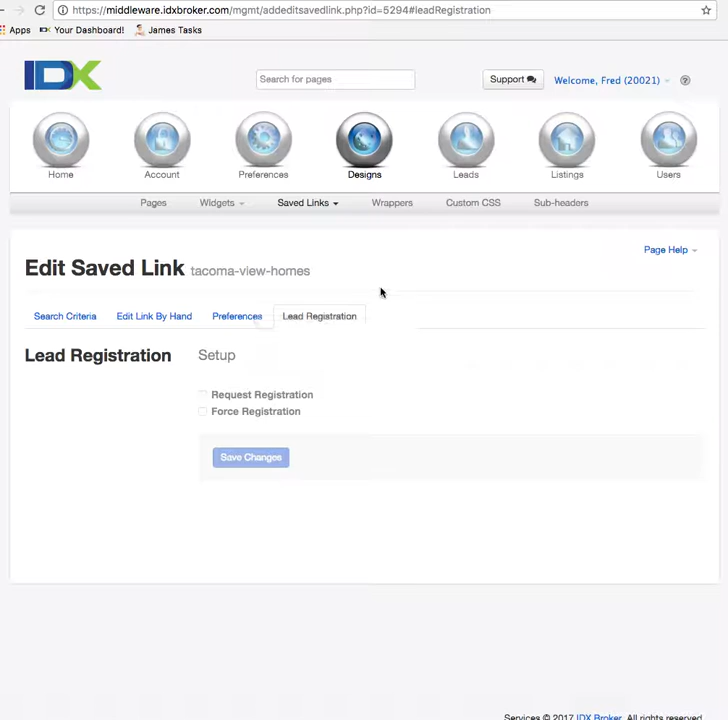 https://middleware.idxbroker.com/mgmt/addeditsavedlink.php?id=5294#leadRegistration
Apps IDX Your Dashboard! James Tasks
IDX
Search for pages
Support
Welcome, Fred (20021)
?
Home
Account
Preferences
Designs
Leads
Listings
Users
Pages
Widgets
Saved Links
Wrappers
Custom CSS
Sub-headers
Page Help
Edit Saved Link tacoma-view-homes
Search Criteria
Edit Link By Hand
Preferences
Lead Registration
Lead Registration
Setup
Request Registration
Force Registration
Save Changes
Services © 2017 IDX Broker. All rights reserved.